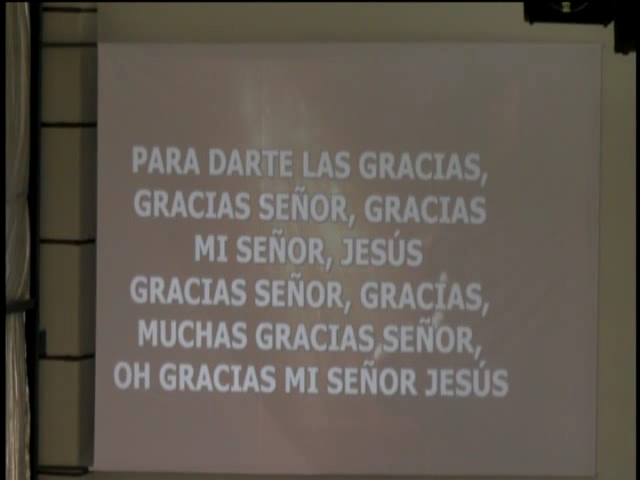 PARA DARTE LAS GRACIAS,
GRACIAS SEÑOR, GRACIAS
MI SEÑOR, JESÚS
GRACIAS SEÑOR, GRACIAS,
MUCHAS GRACIAS SEÑOR,
OH GRACIAS MI SEÑOR JESÚS